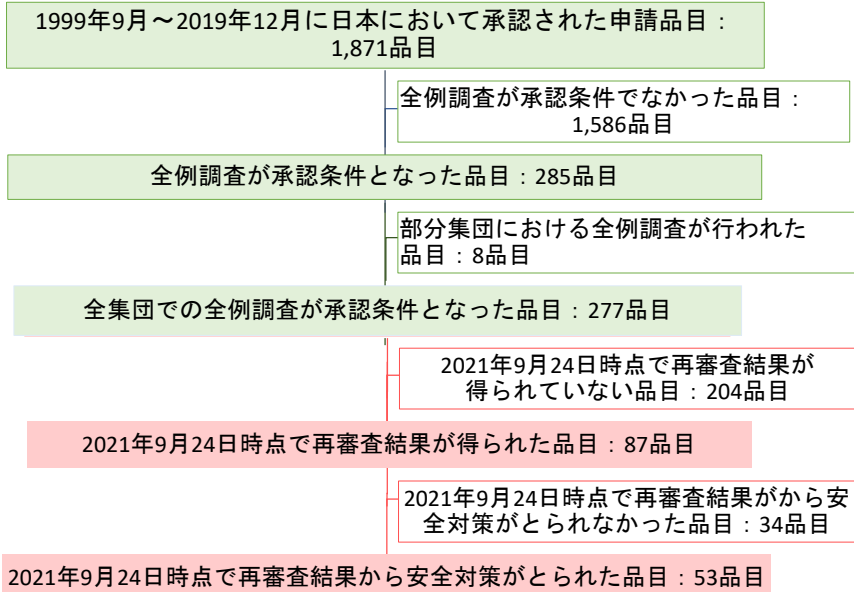 1999年9月～2019年12月に日本において承認された申請品目：
1,871品目
全例調査が承認条件でなかった品目：
1,586品目
全例調査が承認条件となった品目：285品目
部分集団における全例調査が行われた
品目：8品目
全集団での全例調査が承認条件となった品目：277品目
2021年9月24日時点で再審査結果が
得られていない品目：204品目
2021年9月24日時点で再審査結果が得られた品目：87品目
2021年9月24日時点で再審査結果がから安
全対策がとられなかった品目：34品目
2021年9月24日時点で再審査結果から安全対策がとられた品目：53品目